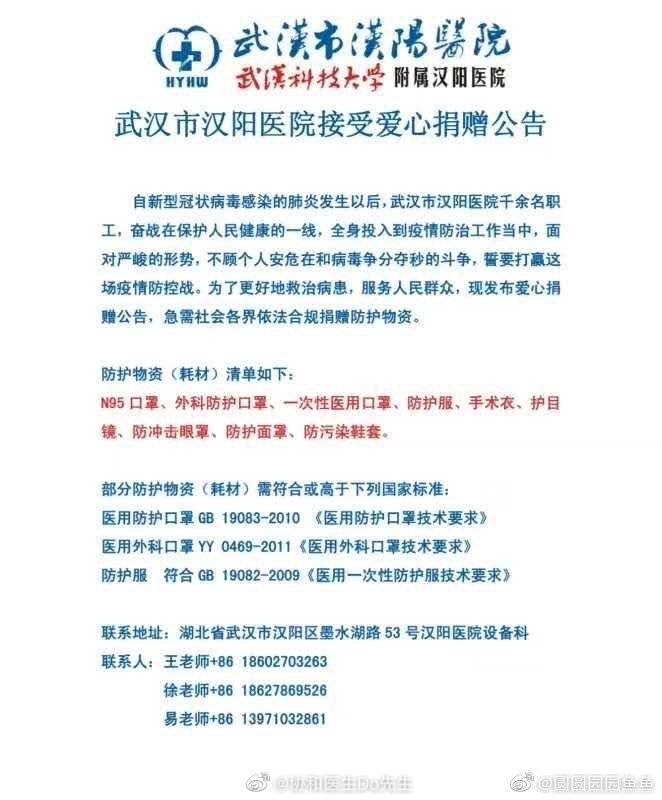 武漢市漢陽醫院
HYHW
武漢科技大学 附属汉阳医院
武汉市汉阳医院接受爱心捐赠公告
自新型冠状病毒感染的肺炎发生以后，武汉市汉阳医院千余名职
工，奋战在保护人民健康的一线，全身投入到疫情防治工作当中，面
对严峻的形势，不顾个人安危在和病毒争分夺秒的斗争，誓要打赢这
场疫情防控战。为了更好地救治病患，服务人民群众，现发布爱心捐
赠公告，急需社会各界依法合规捐赠防护物资。
防护物资（耗材）清单如下：
N95 口罩、外科防护口罩、一次性医用口罩、防护服、手术衣、护目
镜、防冲击眼罩、防护面罩、防污染鞋套。
部分防护物资（耗材）需符合或高于下列国家标准：
医用防护口罩 GB 19083-2010 《医用防护口罩技术要求》
医用外科口罩 YY 0469-2011《医用外科口罩技术要求》
防护服 符合 GB 19082-2009《医用一次性防护服技术要求》
联系地址：湖北省武汉市汉阳区墨水湖路 53 号汉阳医院设备科
联系人：王老师+86 18602703263
徐老师+86 18627869526
易老师+86 13971032861
@协和医生Do先生
@圆圆园园鱼鱼